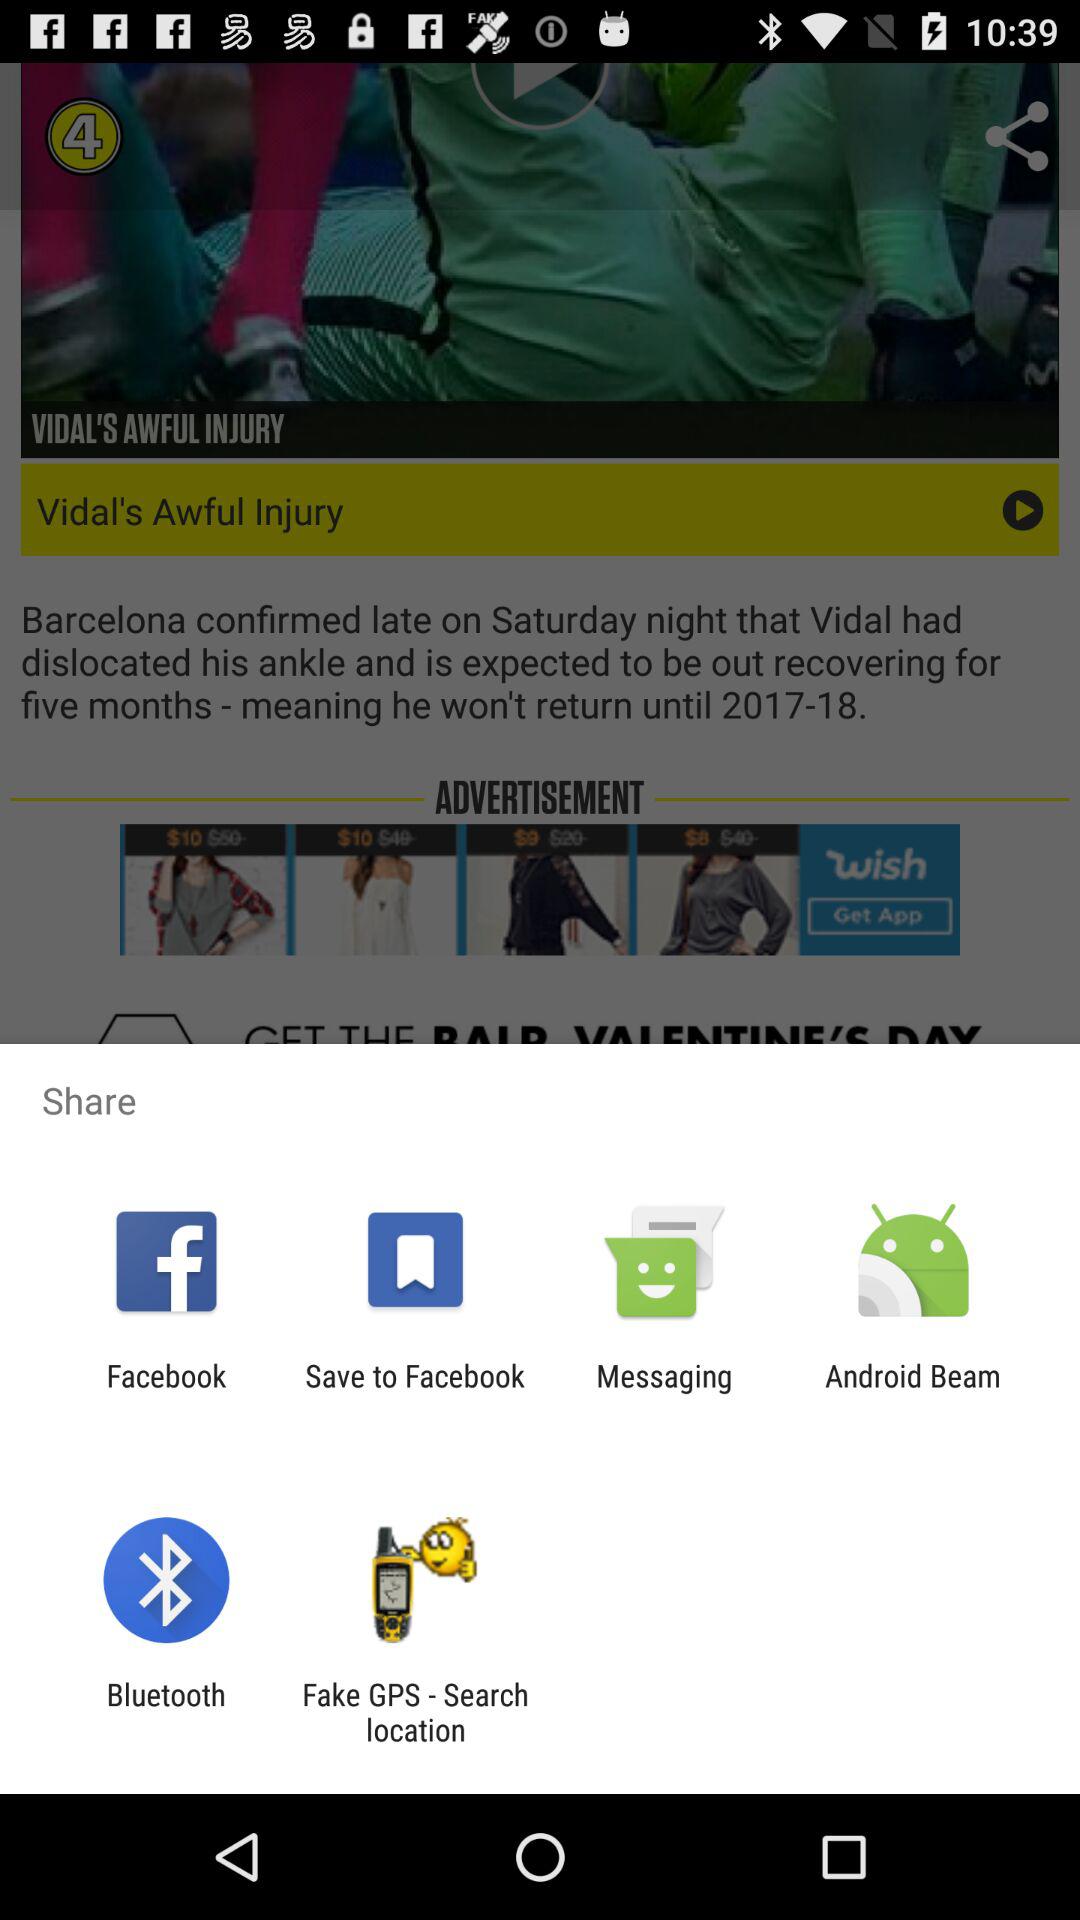 FAKE
10:39
4
VIDAL'S AWFUL INJURY
Vidal's Awful Injury
Barcelona confirmed late on Saturday night that Vidal had
dislocated his ankle and is expected to be out recovering for
five months - meaning he won't return until 2017-18.
ADVERTISEMENT
$10 $50 $10 $49 $9 $20 $8 $40
wish
Get App
GET THE BALR. VALENTINE'S DAY
Share
Facebook
Save to Facebook
Messaging
Android Beam
Bluetooth
Fake GPS - Search
location